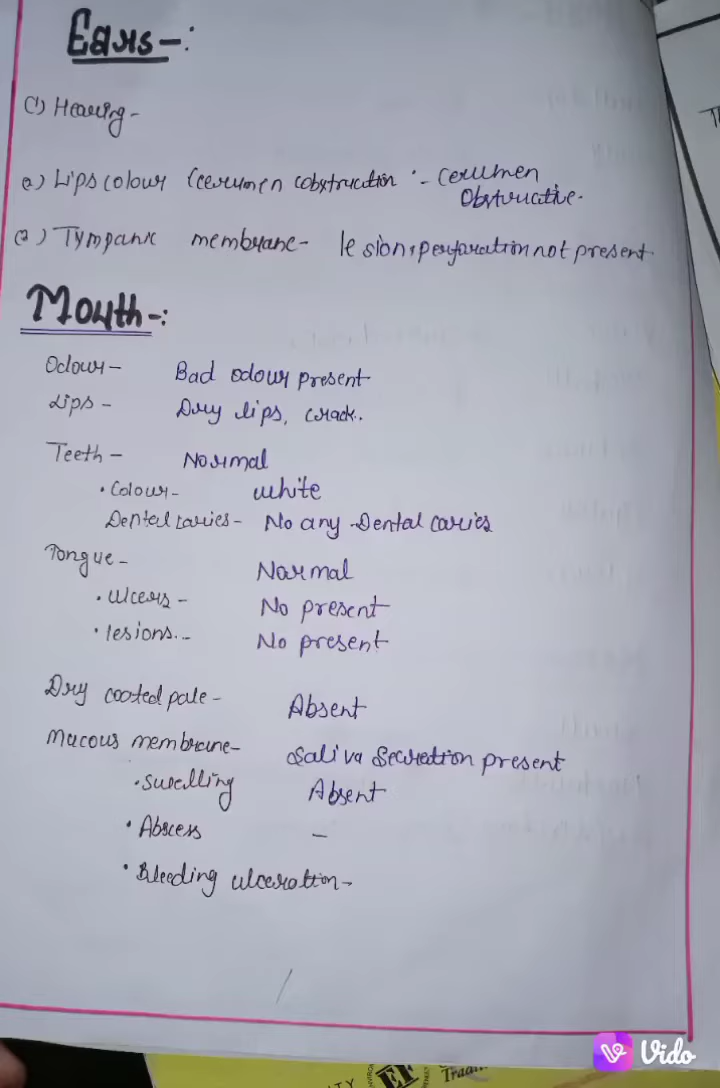 Ears-:
(1) Hearing-
(2) Lips colour (cerumen cobstruction :- Cerumen
Obstructive.
(3) Tympanic membrane- lesion, perforation not present.
Mouth-:
Odour- Bad odour present
Lips- Dry lips, crack.
Teeth- Normal
• Colour- White
Dental caries- No any Dental caries
Tongue- Normal
• ulcers- No present
• lesions.- No present
Dry coated pale- Absent
Mucous membrane- Saliva Secretion present
• Swelling Absent
• Abscess -
• Bleeding ulceration-
Vido